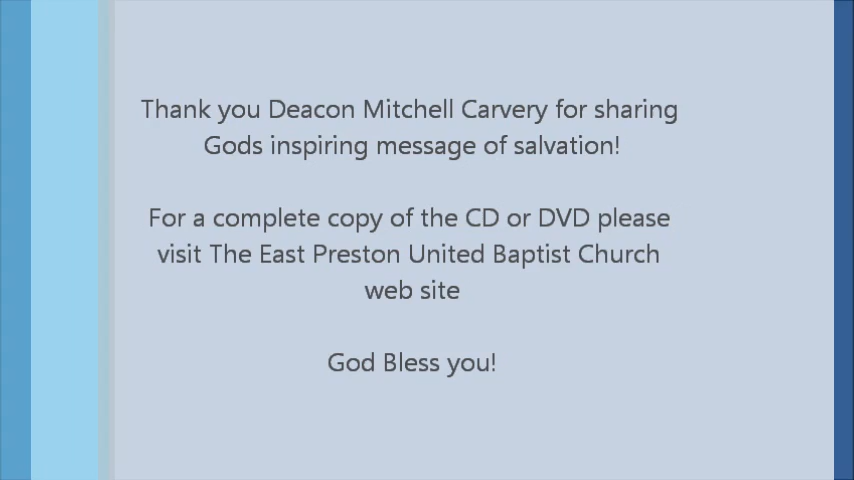 Thank you Deacon Mitchell Carvery for sharing
Gods inspiring message of salvation!
For a complete copy of the CD or DVD please
visit The East Preston United Baptist Church
web site
God Bless you!